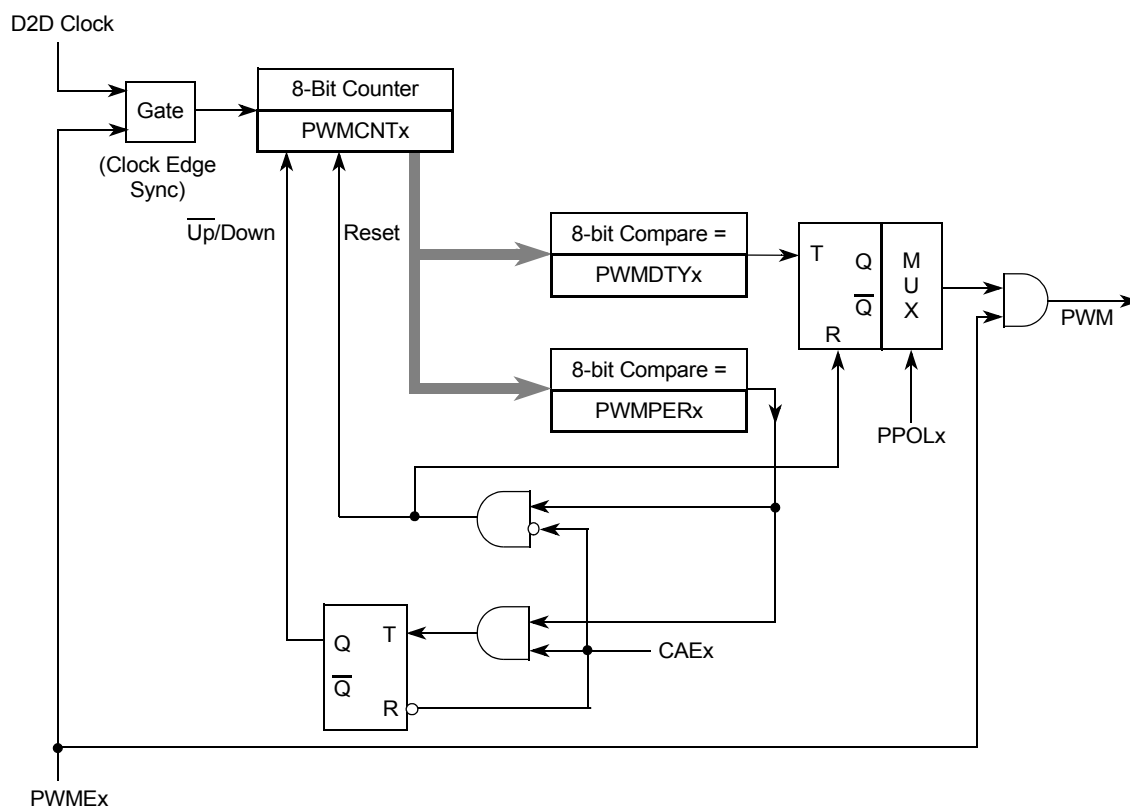 D2D Clock
Gate
(Clock Edge
Sync)
8-Bit Counter
PWMCNTx
U̅p̅/Down
Reset
8-bit Compare =
PWMDTYx
T
Q
Q̅
R
M
U
X
PWM
8-bit Compare =
PWMPERx
PPOLx
Q
T
Q̅
R
CAEx
PWMEx